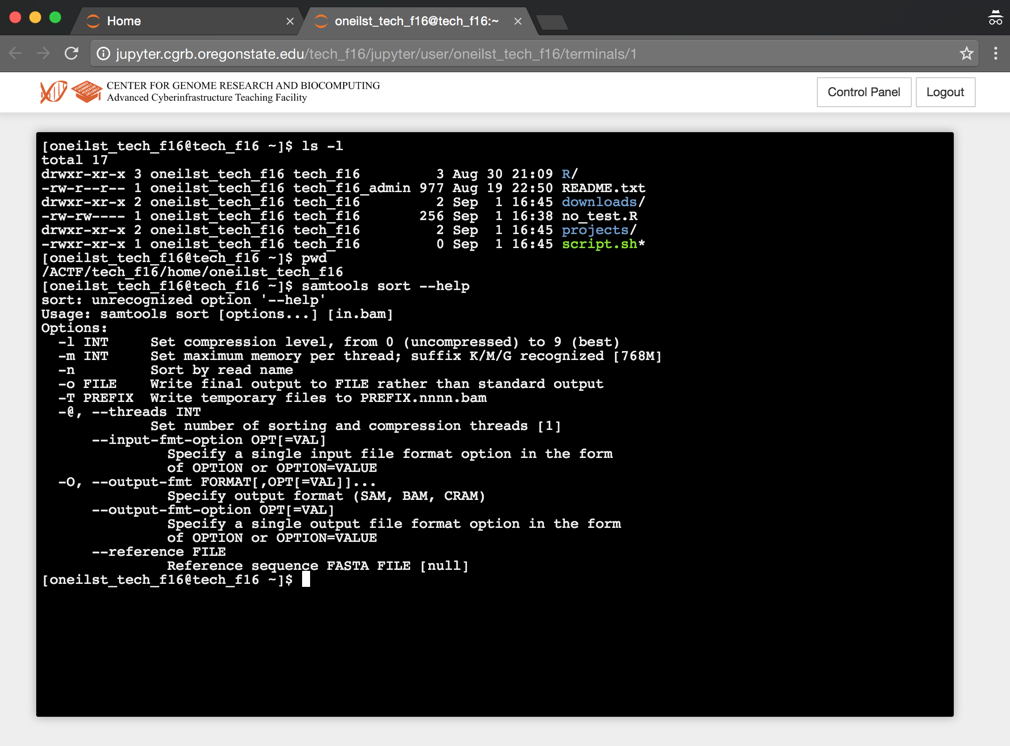 Home
oneilst_tech_f16@tech_f16:~
jupyter.cgrb.oregonstate.edu/tech_f16/jupyter/user/oneilst_tech_f16/terminals/1
CENTER FOR GENOME RESEARCH AND BIOCOMPUTING
Advanced Cyberinfrastructure Teaching Facility
Control Panel
Logout
[oneilst_tech_f16@tech_f16 ~]$ ls -l
total 17
drwxr-xr-x 3 oneilst_tech_f16 tech_f16         3 Aug 30 21:09 R/
-rw-r--r-- 1 oneilst_tech_f16 tech_f16_admin 977 Aug 19 22:50 README.txt
drwxr-xr-x 2 oneilst_tech_f16 tech_f16         2 Sep  1 16:45 downloads/
-rw-rw---- 1 oneilst_tech_f16 tech_f16       256 Sep  1 16:38 no_test.R
drwxr-xr-x 2 oneilst_tech_f16 tech_f16         2 Sep  1 16:45 projects/
-rwxr-xr-x 1 oneilst_tech_f16 tech_f16         0 Sep  1 16:45 script.sh*
[oneilst_tech_f16@tech_f16 ~]$ pwd
/ACTF/tech_f16/home/oneilst_tech_f16
[oneilst_tech_f16@tech_f16 ~]$ samtools sort --help
sort: unrecognized option '--help'
Usage: samtools sort [options...] [in.bam]
Options:
  -l INT     Set compression level, from 0 (uncompressed) to 9 (best)
  -m INT     Set maximum memory per thread; suffix K/M/G recognized [768M]
  -n         Sort by read name
  -o FILE    Write final output to FILE rather than standard output
  -T PREFIX  Write temporary files to PREFIX.nnnn.bam
  -@, --threads INT
             Set number of sorting and compression threads [1]
      --input-fmt-option OPT[=VAL]
               Specify a single input file format option in the form
               of OPTION or OPTION=VALUE
  -O, --output-fmt FORMAT[,OPT[=VAL]]...
               Specify output format (SAM, BAM, CRAM)
      --output-fmt-option OPT[=VAL]
               Specify a single output file format option in the form
               of OPTION or OPTION=VALUE
      --reference FILE
               Reference sequence FASTA FILE [null]
[oneilst_tech_f16@tech_f16 ~]$